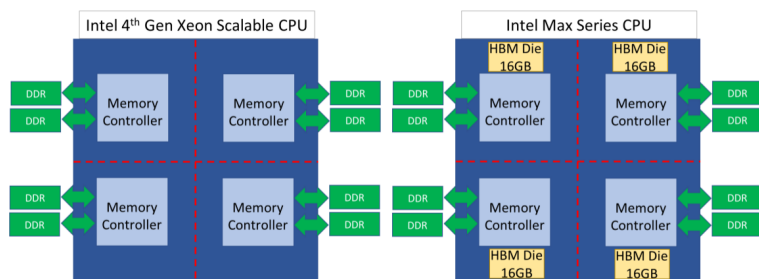 Intel 4th Gen Xeon Scalable CPU
Intel Max Series CPU
HBM Die
16GB
HBM Die
16GB
DDR
DDR
Memory
Controller
Memory
Controller
DDR
DDR
DDR
DDR
Memory
Controller
Memory
Controller
DDR
DDR
DDR
DDR
Memory
Controller
Memory
Controller
DDR
DDR
DDR
DDR
Memory
Controller
Memory
Controller
DDR
DDR
HBM Die
16GB
HBM Die
16GB